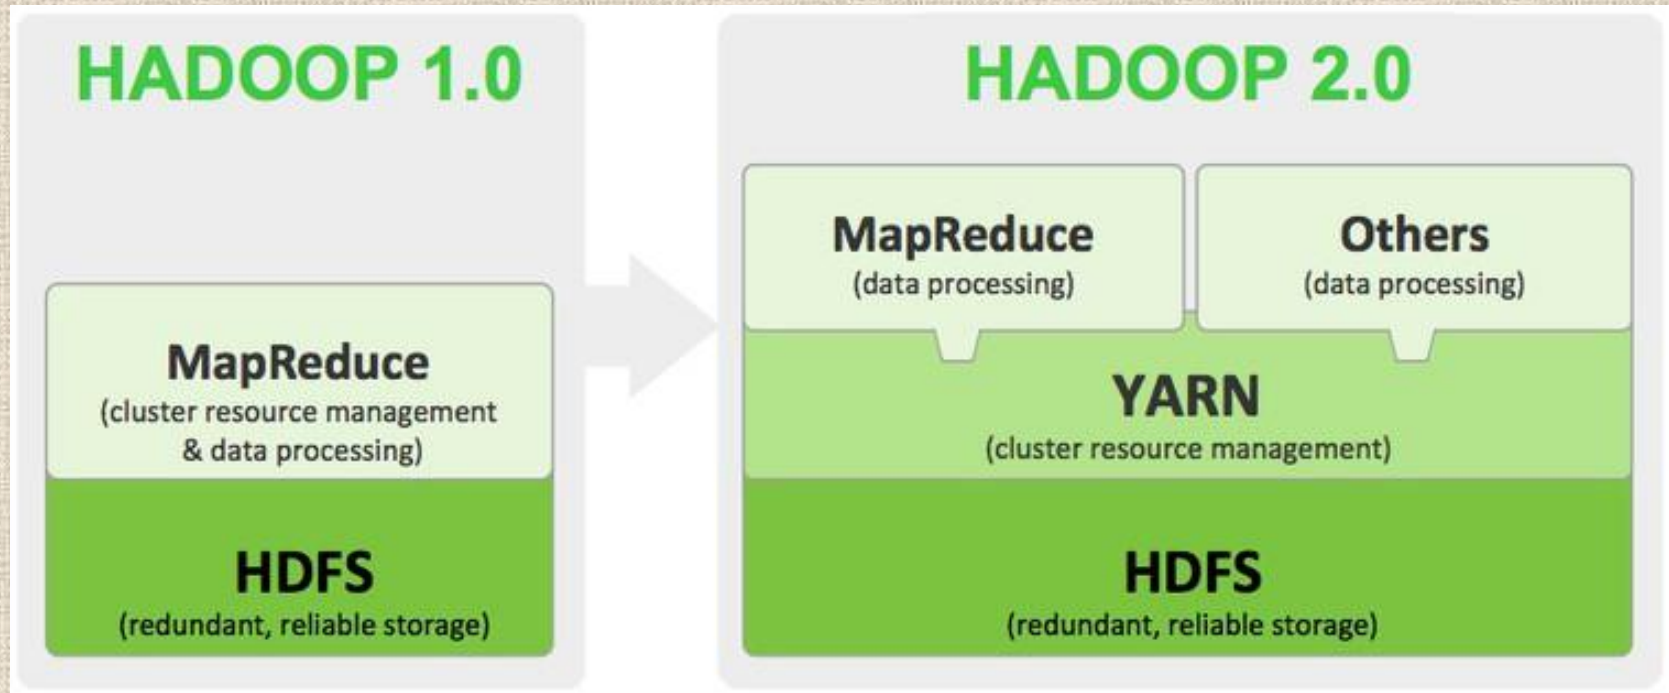 HADOOP 1.0
MapReduce
(cluster resource management
& data processing)
HDFS
(redundant, reliable storage)
HADOOP 2.0
MapReduce
(data processing)
Others
(data processing)
YARN
(cluster resource management)
HDFS
(redundant, reliable storage)